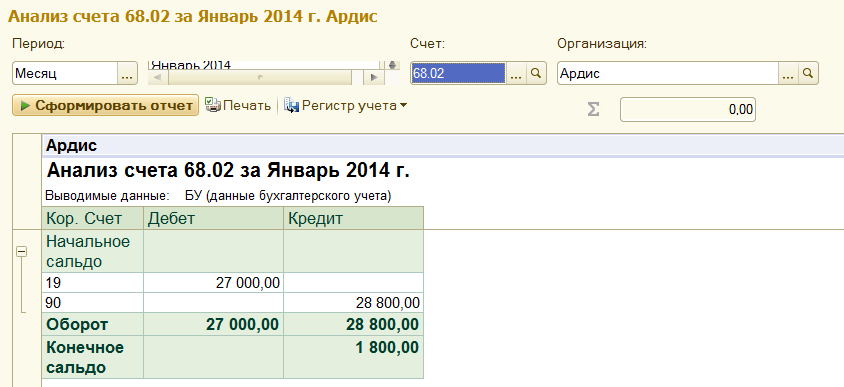 Анализ счета 68.02 за Январь 2014 г. Ардис
Период: Счет: Организация:
Месяц ... Январь 2014 68.02 ... Ардис ...
Сформировать отчет Печать Регистр учета Σ 0,00
Ардис
Анализ счета 68.02 за Январь 2014 г.
Выводимые данные: БУ (данные бухгалтерского учета)
Кор. Счет Дебет Кредит
Начальное
сальдо
19 27 000,00
90 28 800,00
Оборот 27 000,00 28 800,00
Конечное 1 800,00
сальдо